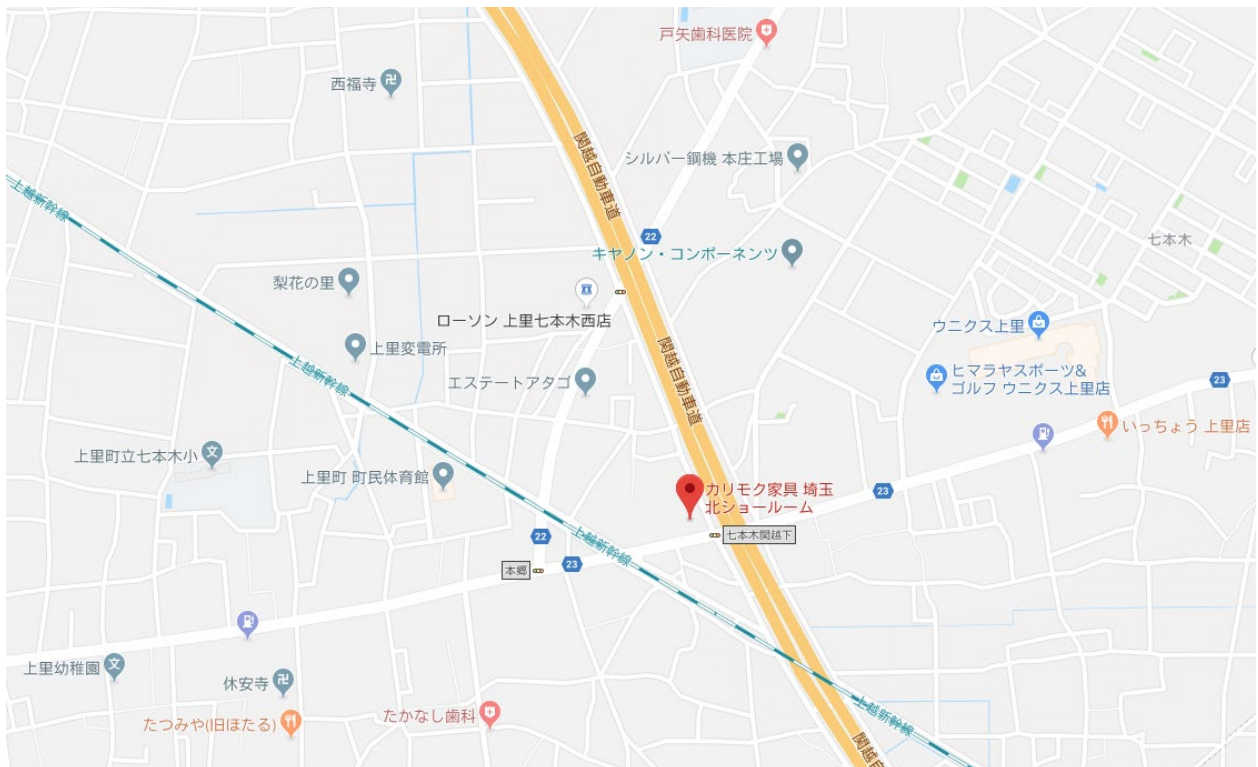 戸矢歯科医院
西福寺
関越自動車道
シルバー鋼機 本庄工場
上越新幹線
22
七本木
キヤノン・コンポーネンツ
梨花の里
ローソン 上里七本木西店
ウニクス上里
上里変電所
関越自動車道
上越新幹線
エステートアタゴ
ヒマラヤスポーツ&
ゴルフ ウニクス上里店
23
いっちょう 上里店
上里町立七本木小
文
上里町 町民体育館
カリモク家具 埼玉
北ショールーム
23
22
上越新幹線
七本木関越下
本郷
23
上里幼稚園
文
休安寺
たかなし歯科
たつみや(旧ほたる)
上越新幹線
関越自